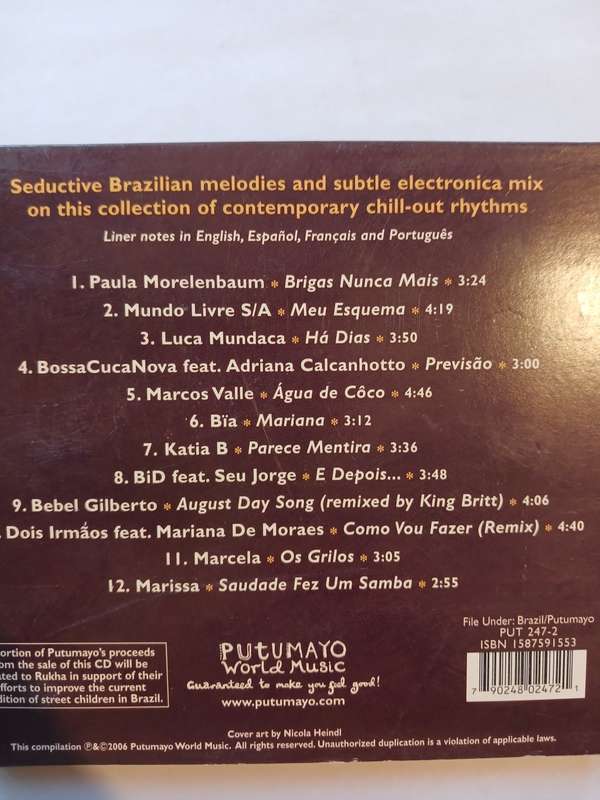 Seductive Brazilian melodies and subtle electronica mix
on this collection of contemporary chill-out rhythms
Liner notes in English, Español, Français and Português
1. Paula Morelenbaum * Brigas Nunca Mais * 3:24
2. Mundo Livre S/A * Meu Esquema * 4:19
3. Luca Mundaca * Há Dias * 3:50
4. BossaCucaNova feat. Adriana Calcanhotto * Previsão * 3:00
5. Marcos Valle * Água de Côco * 4:46
6. Bïa * Mariana * 3:12
7. Katia B * Parece Mentira * 3:36
8. BiD feat. Seu Jorge * E Depois... * 3:48
9. Bebel Gilberto * August Day Song (remixed by King Britt) * 4:06
. Dois Irmãos feat. Mariana De Moraes * Como Vou Fazer (Remix) * 4:40
11. Marcela * Os Grilos * 3:05
12. Marissa * Saudade Fez Um Samba * 2:55
File Under: Brazil/Putumayo
PUT 247-2
ISBN 1587591553
7 90248 02472 1
ortion of Putumayo's proceeds
om the sale of this CD will be
ated to Rukha in support of their
fforts to improve the current
dition of street children in Brazil.
PUTUMAYO
World Music
Guaranteed to make you feel good!
www.putumayo.com
Cover art by Nicola Heindl
This compilation ℗&©2006 Putumayo World Music. All rights reserved. Unauthorized duplication is a violation of applicable laws.